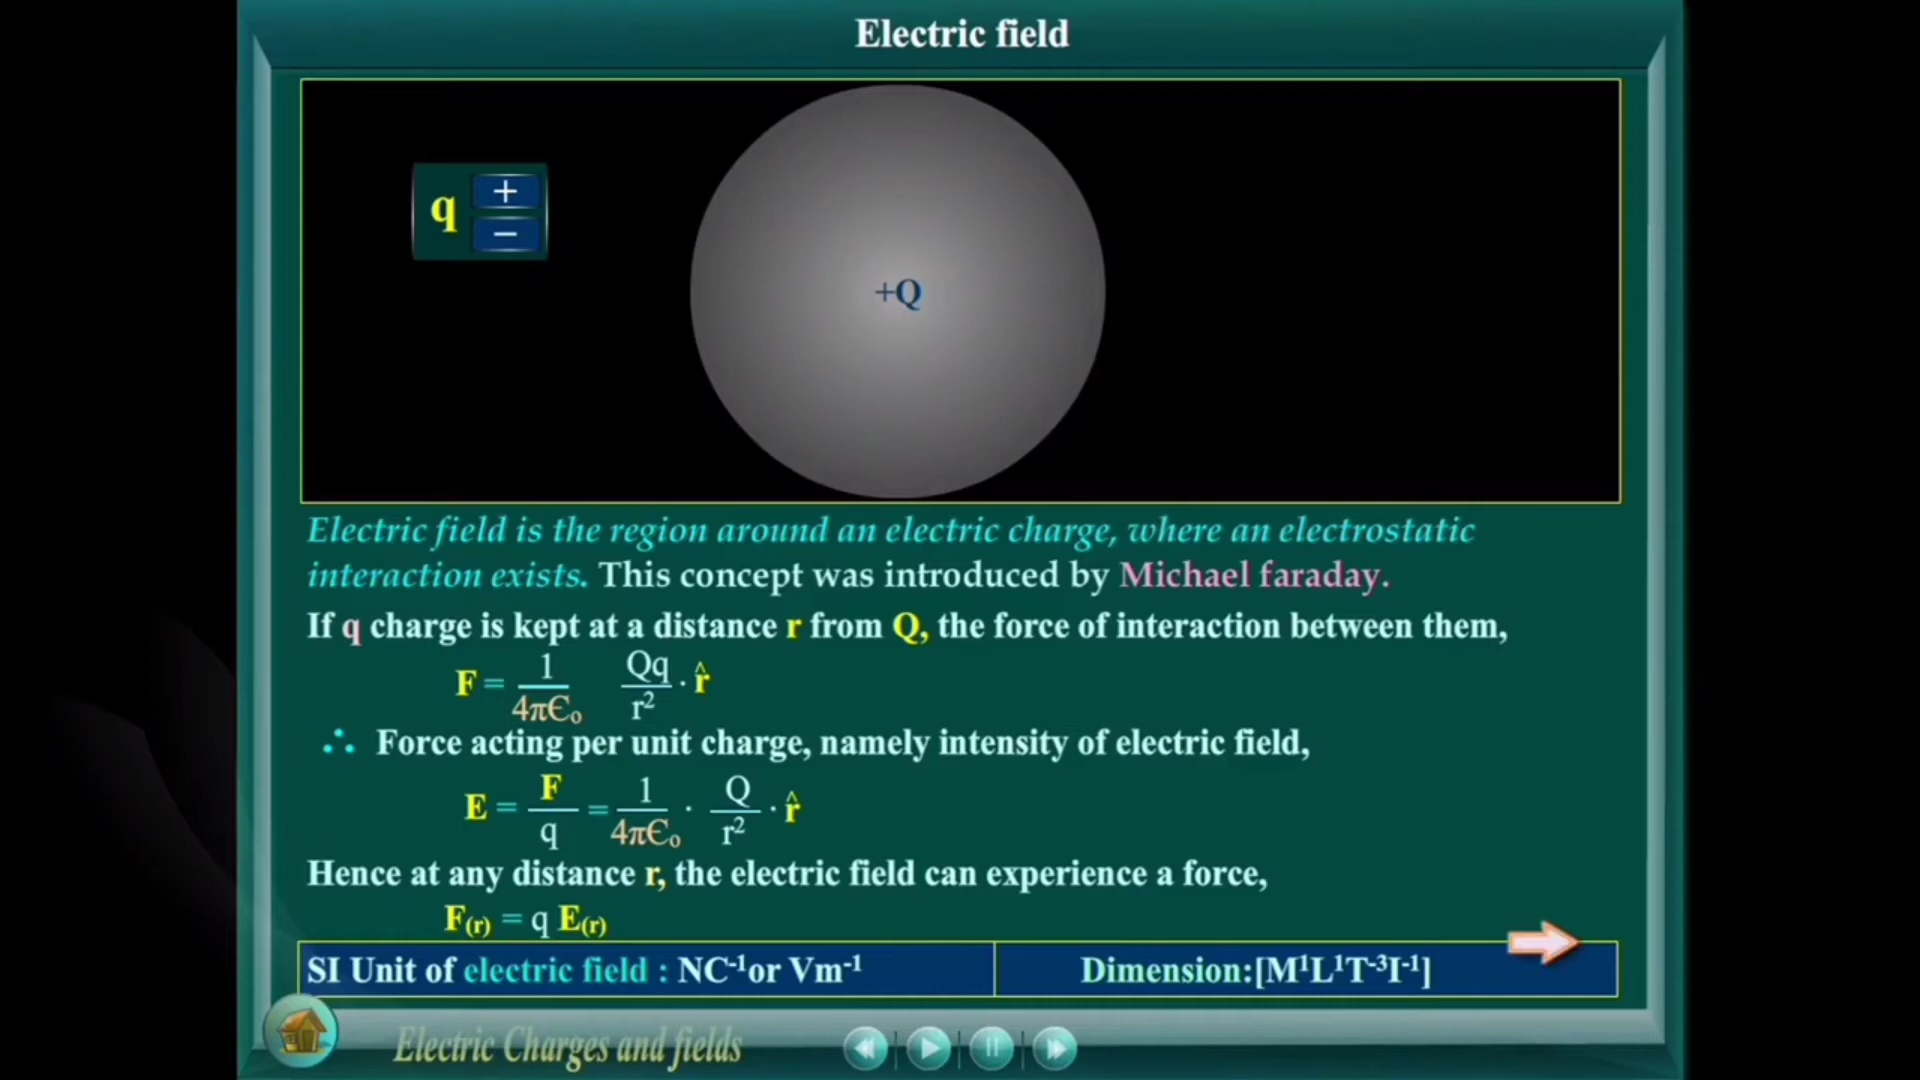 Electric field
q
+
−
+Q
Electric field is the region around an electric charge, where an electrostatic
interaction exists. This concept was introduced by Michael faraday.
If q charge is kept at a distance r from Q, the force of interaction between them,
F = 1/4πЄ₀ Qq/r² · r̂
∴ Force acting per unit charge, namely intensity of electric field,
E = F/q = 1/4πЄ₀ · Q/r² · r̂
Hence at any distance r, the electric field can experience a force,
F(r) = q E(r)
SI Unit of electric field : NC⁻¹or Vm⁻¹
Dimension:[M¹L¹T⁻³I⁻¹]
Electric Charges and fields